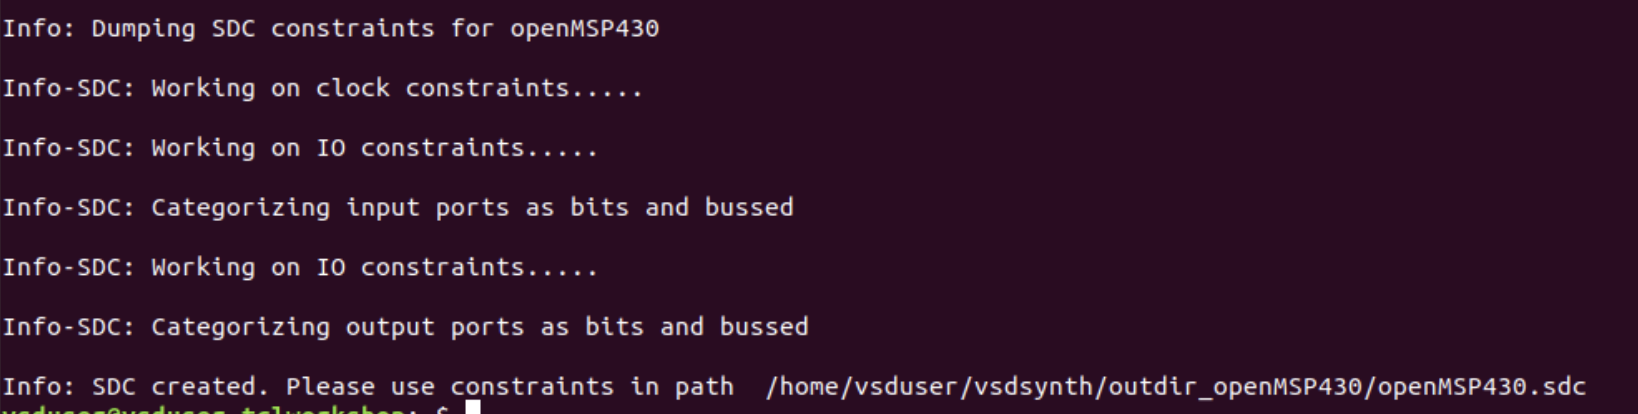 Info: Dumping SDC constraints for openMSP430
Info-SDC: Working on clock constraints.....
Info-SDC: Working on IO constraints.....
Info-SDC: Categorizing input ports as bits and bussed
Info-SDC: Working on IO constraints.....
Info-SDC: Categorizing output ports as bits and bussed
Info: SDC created. Please use constraints in path  /home/vsduser/vsdsynth/outdir_openMSP430/openMSP430.sdc